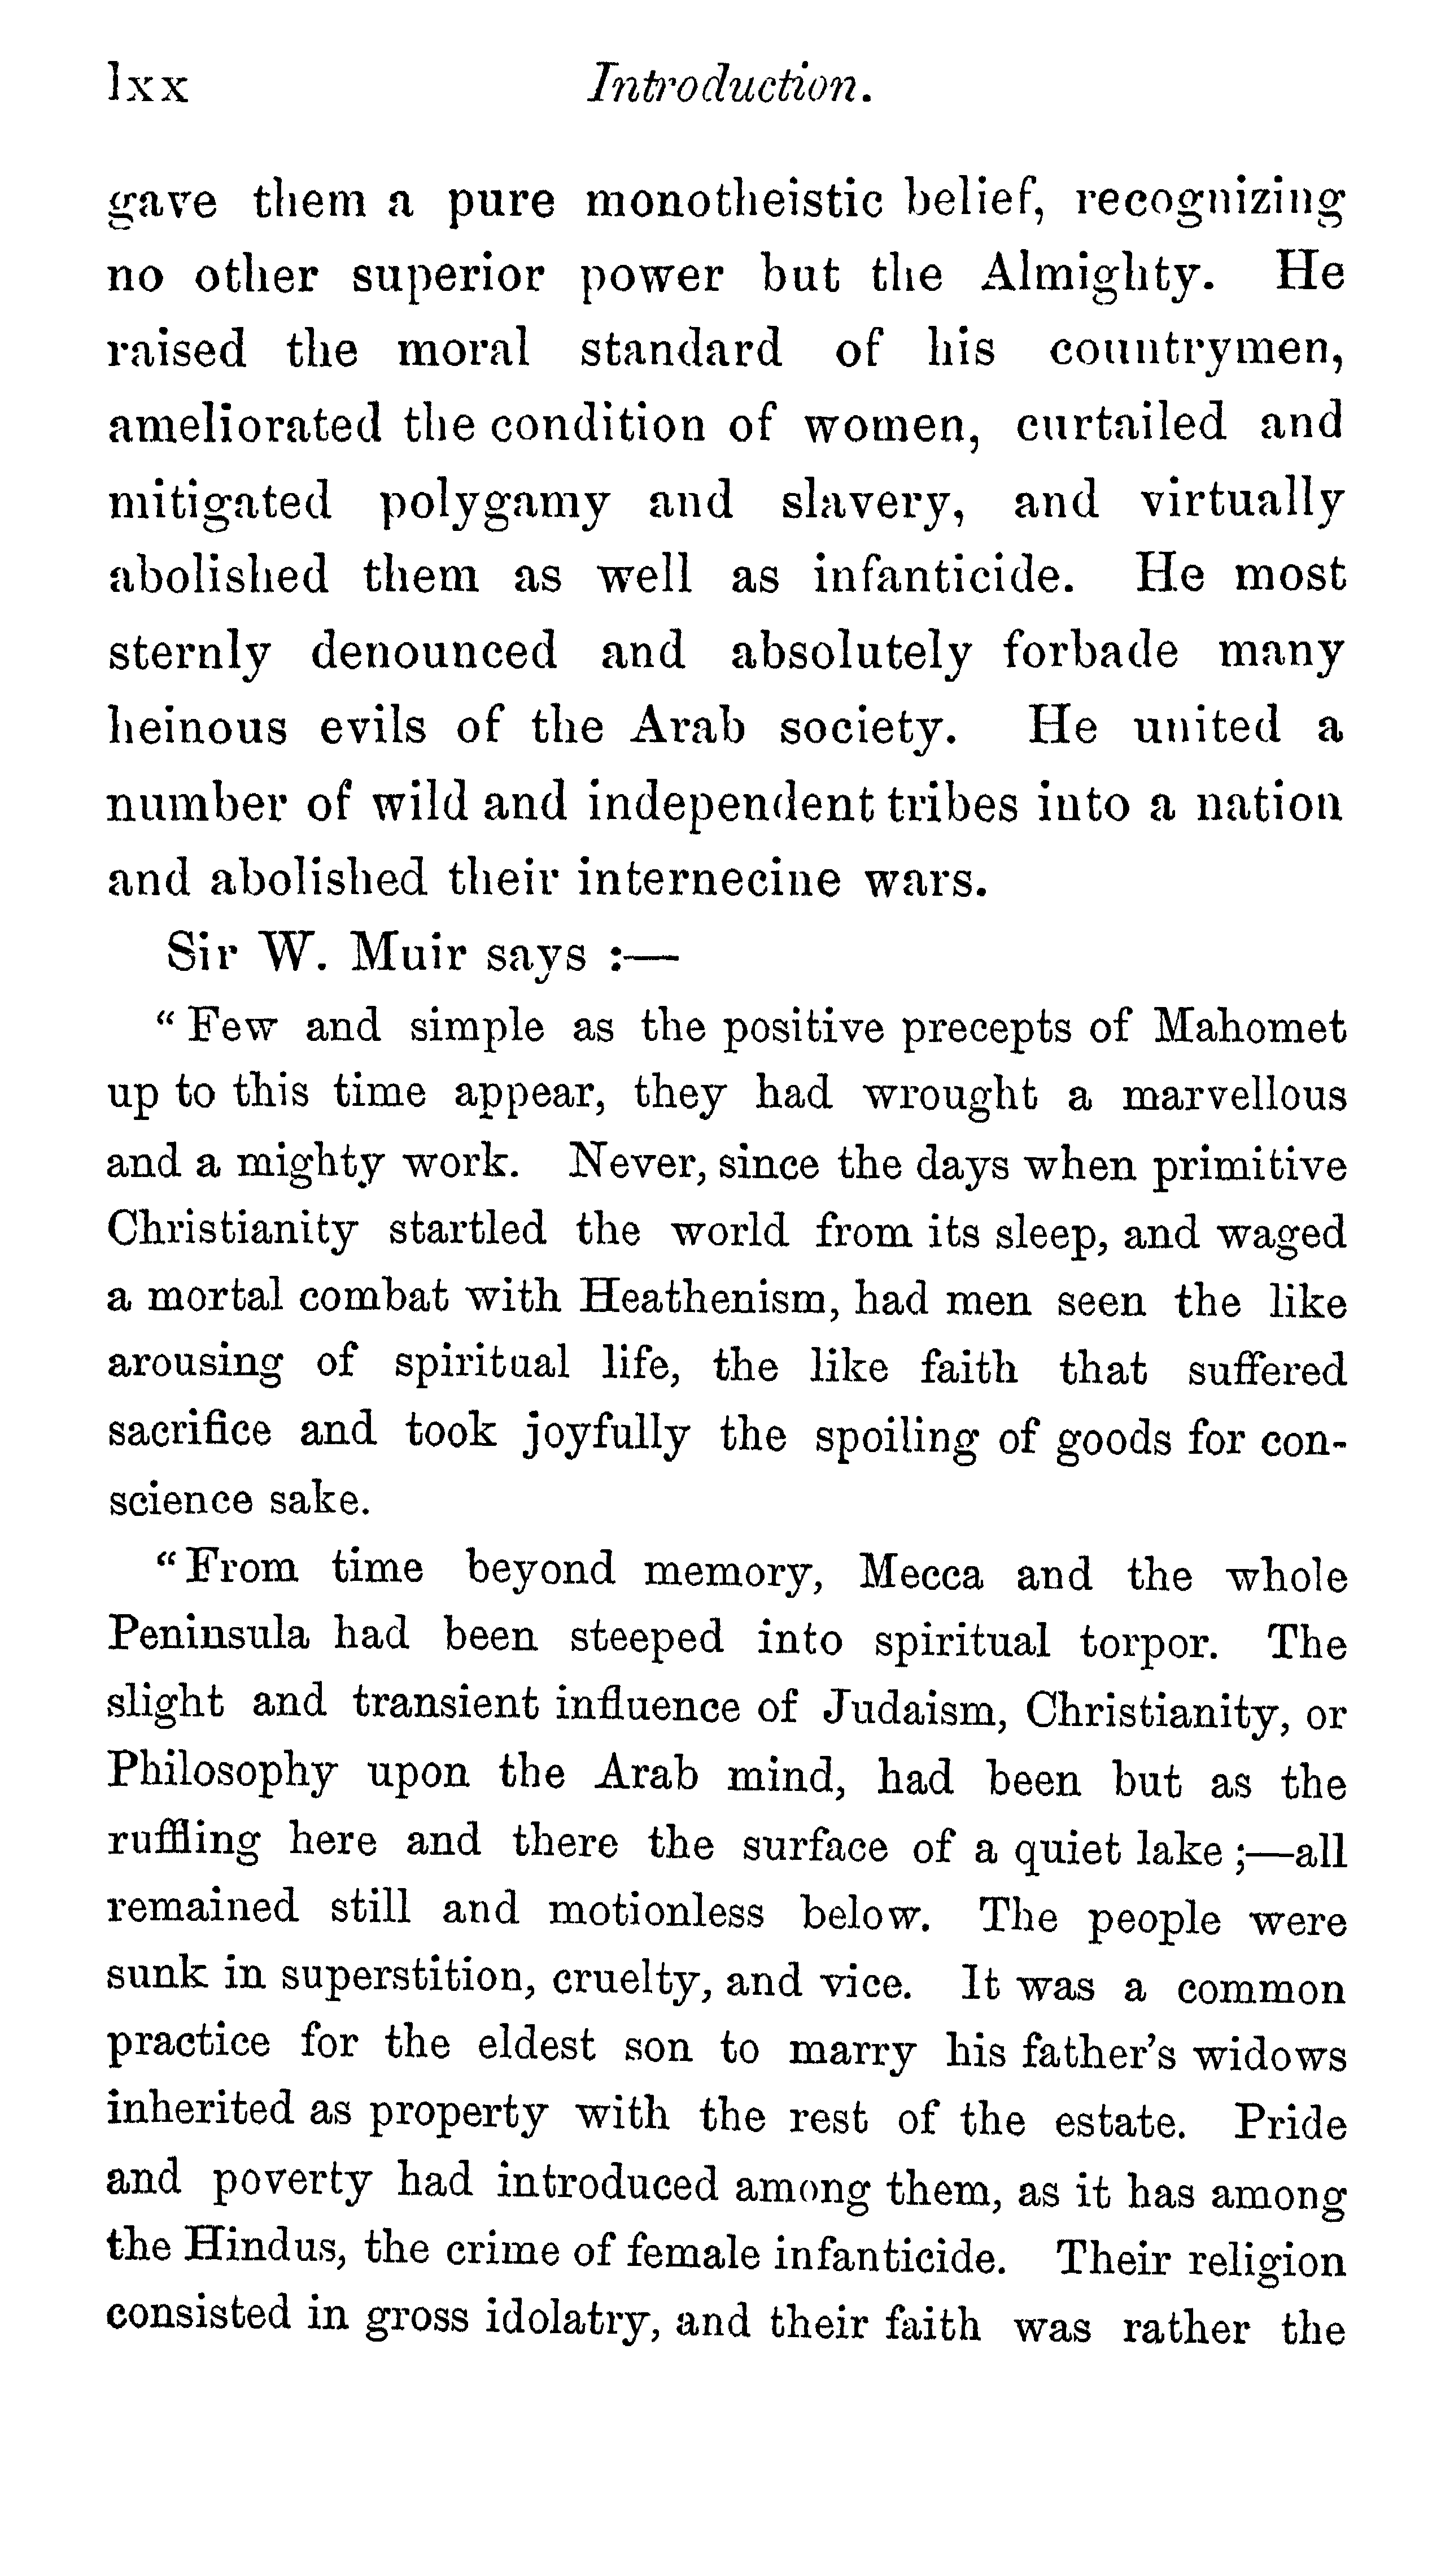 lxx Introduction.
gave them a pure monotheistic belief, recognizing
no other superior power but the Almighty. He
raised the moral standard of his countrymen,
ameliorated the condition of women, curtailed and
mitigated polygamy and slavery, and virtually
abolished them as well as infanticide. He most
sternly denounced and absolutely forbade many
heinous evils of the Arab society. He united a
number of wild and independent tribes into a nation
and abolished their internecine wars.
Sir W. Muir says :—
“Few and simple as the positive precepts of Mahomet
up to this time appear, they had wrought a marvellous
and a mighty work. Never, since the days when primitive
Christianity startled the world from its sleep, and waged
a mortal combat with Heathenism, had men seen the like
arousing of spiritual life, the like faith that suffered
sacrifice and took joyfully the spoiling of goods for con-
science sake.
“From time beyond memory, Mecca and the whole
Peninsula had been steeped into spiritual torpor. The
slight and transient influence of Judaism, Christianity, or
Philosophy upon the Arab mind, had been but as the
ruffling here and there the surface of a quiet lake ;—all
remained still and motionless below. The people were
sunk in superstition, cruelty, and vice. It was a common
practice for the eldest son to marry his father's widows
inherited as property with the rest of the estate. Pride
and poverty had introduced among them, as it has among
the Hindus, the crime of female infanticide. Their religion
consisted in gross idolatry, and their faith was rather the